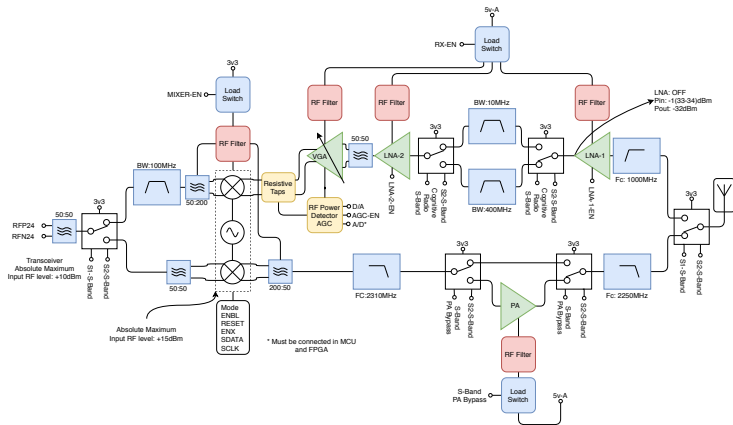 5v-A
RX-EN
Load
Switch
3v3
MIXER-EN
Load
Switch
RF Filter
RF Filter
RF Filter
LNA: OFF
Pin: -1(33-34)dBm
Pout: -32dBm
RF Filter
BW:10MHz
50:50
3v3
3v3
VGA
LNA-2
LNA-1
Fc: 1000MHz
BW:100MHz
50:200
Resistive
Taps
RF Power
Detector
AGC
D/A
AGC-EN
A/D*
LNA-2-EN
S-Band
Cognitive
Radio
S2-S-Band
BW:400MHz
S-Band
Cognitive
Radio
S2-S-Band
LNA-1-EN
3v3
50:50
3v3
RFP24
RFN24
Transceiver
Absolute Maximum
Input RF level: +10dBm
S1-S-Band
S2-S-Band
50:50
200:50
FC:2310MHz
3v3
S-Band
PA Bypass
S2-S-Band
PA
3v3
S-Band
PA Bypass
S2-S-Band
Fc: 2250MHz
S1-S-Band
S2-S-Band
Mode
ENBL
RESET
ENX
SDATA
SCLK
Absolute Maximum
Input RF level: +15dBm
* Must be connected in MCU
and FPGA
RF Filter
S-Band
PA Bypass
Load
Switch
5v-A